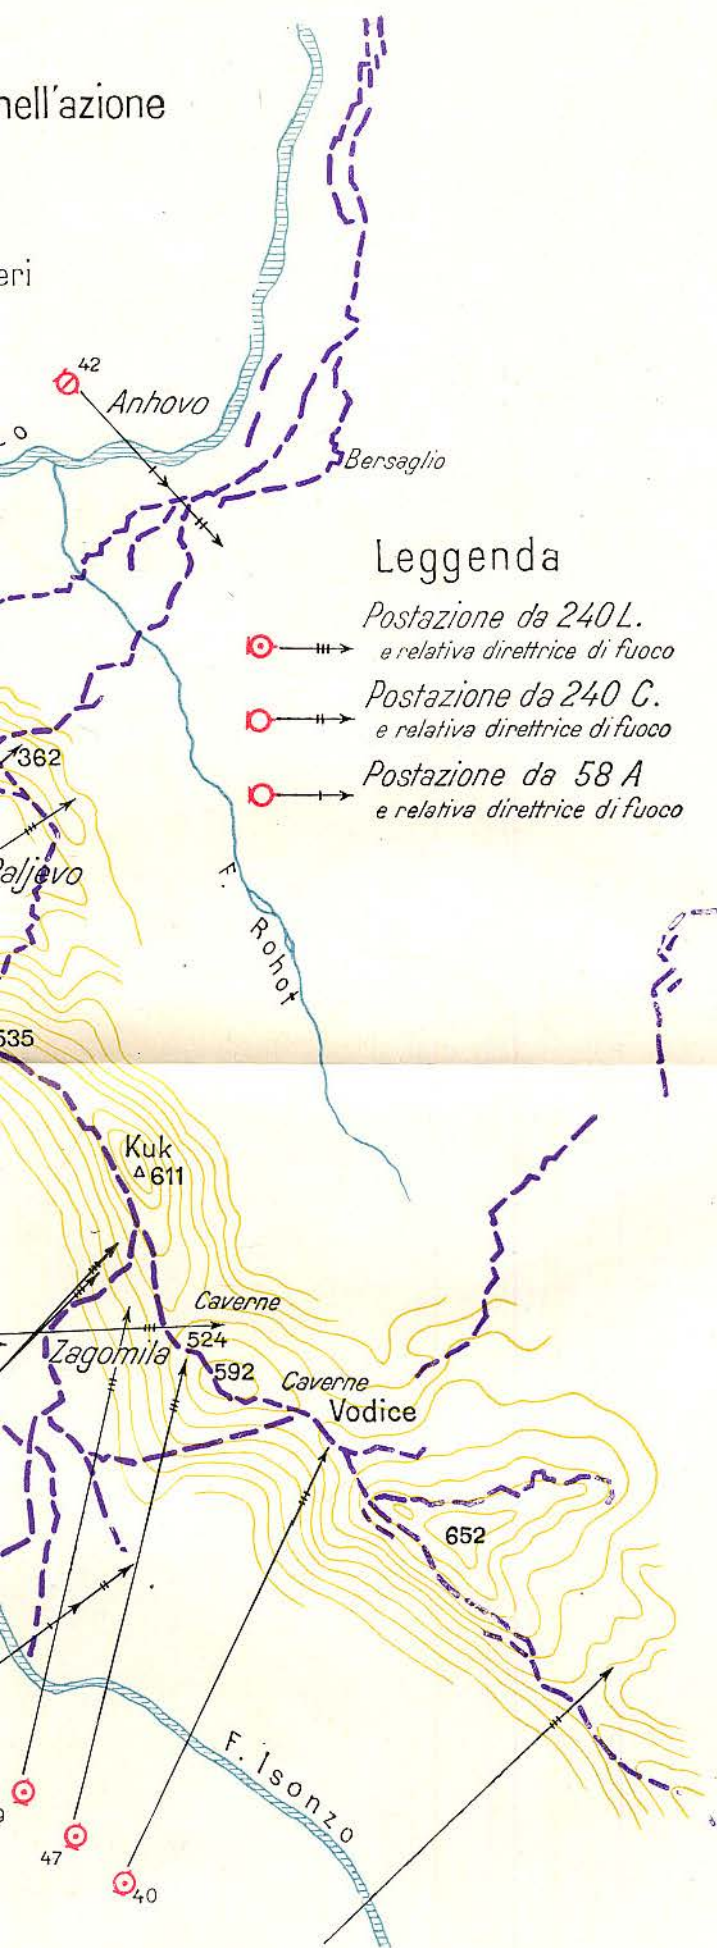 nell'azione
eri
42
Anhovo
Bersaglio
Leggenda
Postazione da 240 L.
e relativa direttrice di fuoco
Postazione da 240 C.
e relativa direttrice di fuoco
Postazione da 58 A
e relativa direttrice di fuoco
362
aljevo
F. Rohot
535
Kuk
611
Caverne
524
Zagomila
592
Caverne
Vodice
652
F. Isonzo
9
47
40